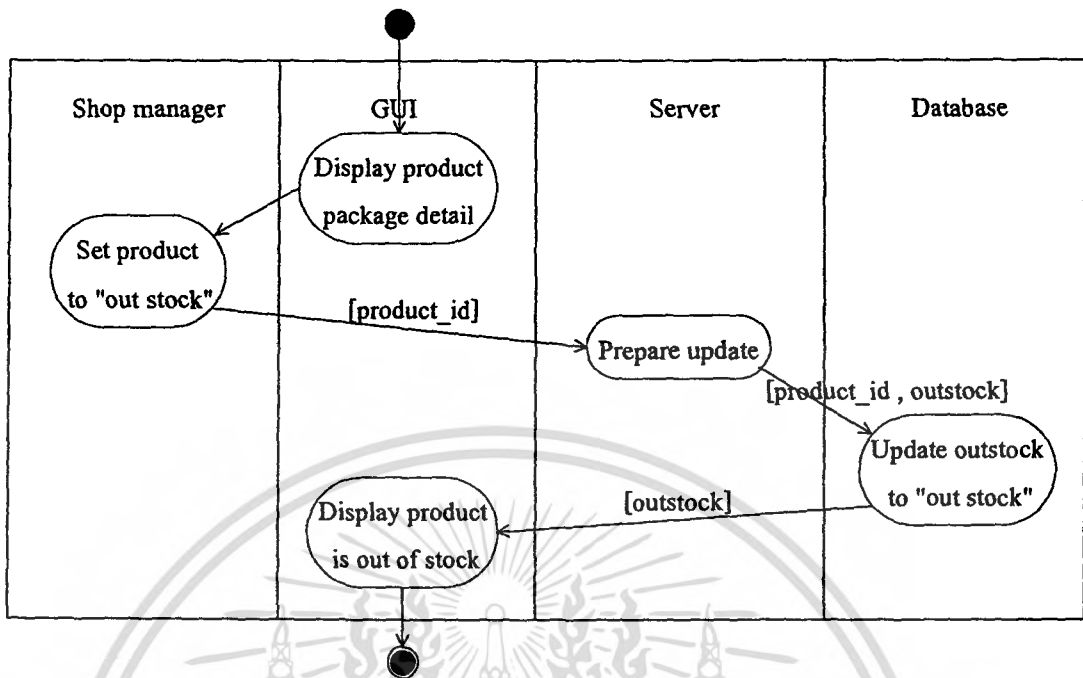 Shop manager
GUI
Server
Database
Display product
package detail
Set product
to "out stock"
[product_id]
Prepare update
[product_id , outstock]
Update outstock
to "out stock"
[outstock]
Display product
is out of stock